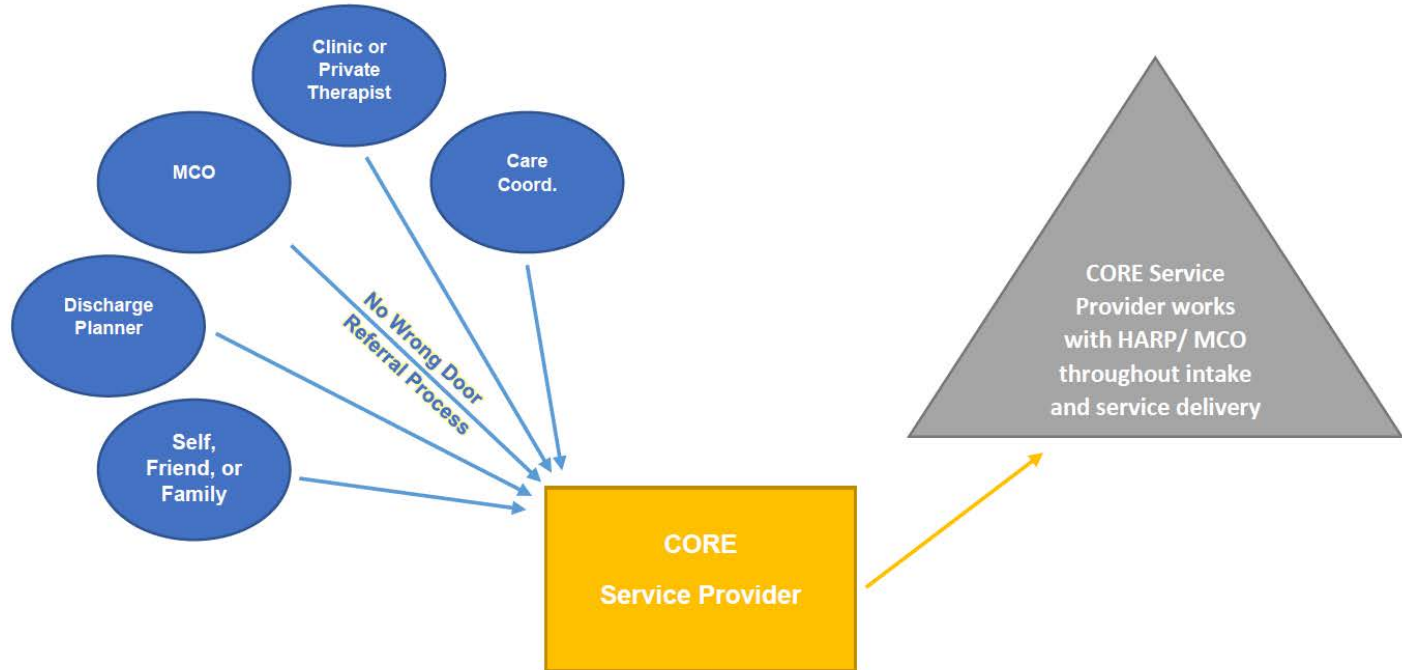 Clinic or
Private
Therapist
MCO
Care
Coord.
Discharge
Planner
Self,
Friend, or
Family
No Wrong Door
Referral Process
CORE
Service Provider
CORE Service
Provider works
with HARP/ MCO
throughout intake
and service delivery